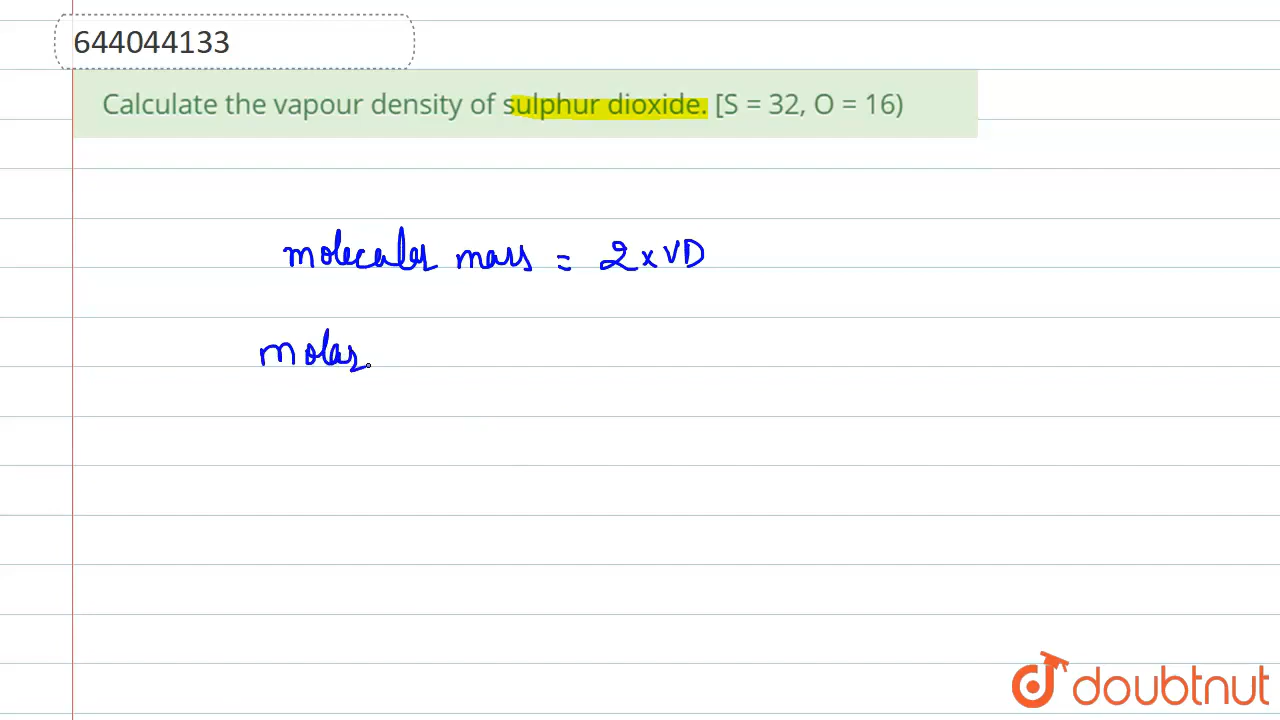 644044133
Calculate the vapour density of sulphur dioxide. [S = 32, O = 16)
molecular mass = 2 x VD
molar
doubtnut